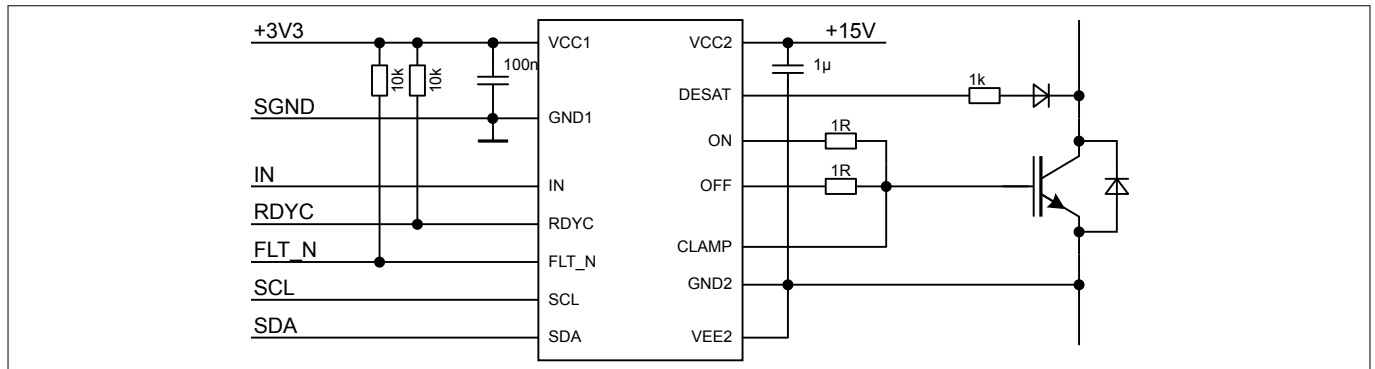 +3V3
VCC1
VCC2
+15V
10k
10k
100n
1µ
DESAT
1k
SGND
GND1
ON
1R
IN
IN
OFF
1R
RDYC
RDYC
CLAMP
FLT_N
FLT_N
GND2
SCL
SCL
SDA
SDA
VEE2